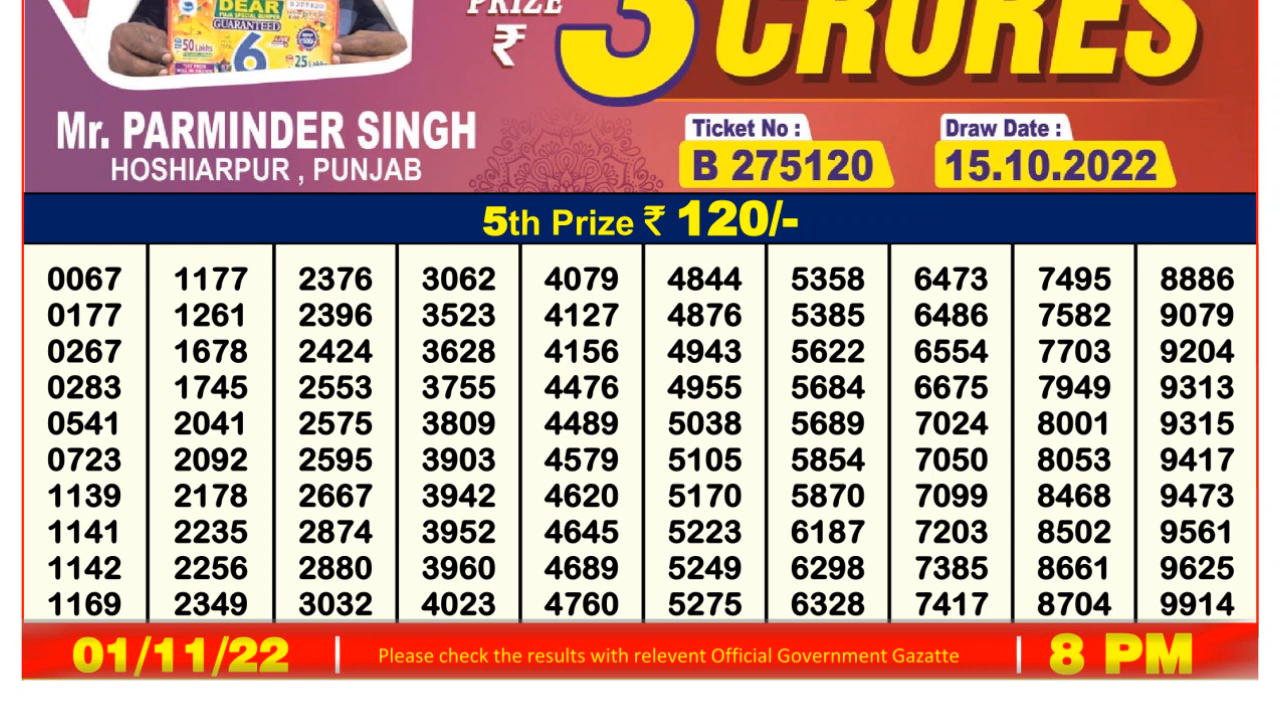 DEAR
PUJA SPECIAL BUMPER
GUARANTEED
50 Lakhs
6
25
PRIZE
₹ 3 CRORES
Mr. PARMINDER SINGH
HOSHIARPUR , PUNJAB
Ticket No :
B 275120
Draw Date :
15.10.2022
5th Prize ₹ 120/-
0067 1177 2376 3062 4079 4844 5358 6473 7495 8886
0177 1261 2396 3523 4127 4876 5385 6486 7582 9079
0267 1678 2424 3628 4156 4943 5622 6554 7703 9204
0283 1745 2553 3755 4476 4955 5684 6675 7949 9313
0541 2041 2575 3809 4489 5038 5689 7024 8001 9315
0723 2092 2595 3903 4579 5105 5854 7050 8053 9417
1139 2178 2667 3942 4620 5170 5870 7099 8468 9473
1141 2235 2874 3952 4645 5223 6187 7203 8502 9561
1142 2256 2880 3960 4689 5249 6298 7385 8661 9625
1169 2349 3032 4023 4760 5275 6328 7417 8704 9914
01/11/22 | Please check the results with relevent Official Government Gazatte | 8 PM